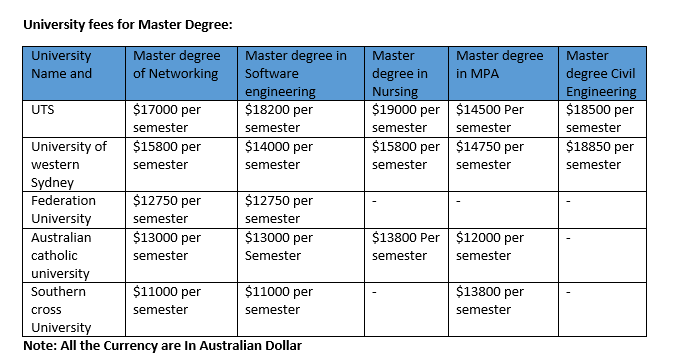 University fees for Master Degree:
University Name and | Master degree of Networking | Master degree in Software engineering | Master degree in Nursing | Master degree in MPA | Master degree Civil Engineering
UTS | $17000 per semester | $18200 per semester | $19000 per semester | $14500 Per semester | $18500 per semester
University of western Sydney | $15800 per semester | $14000 per semester | $15800 per semester | $14750 per semester | $18850 per semester
Federation University | $12750 per semester | $12750 per semester | - | - | -
Australian catholic university | $13000 per semester | $13000 per Semester | $13800 Per semester | $12000 per semester | -
Southern cross University | $11000 per semester | $11000 per semester | - | $13800 per semester | -
Note: All the Currency are In Australian Dollar